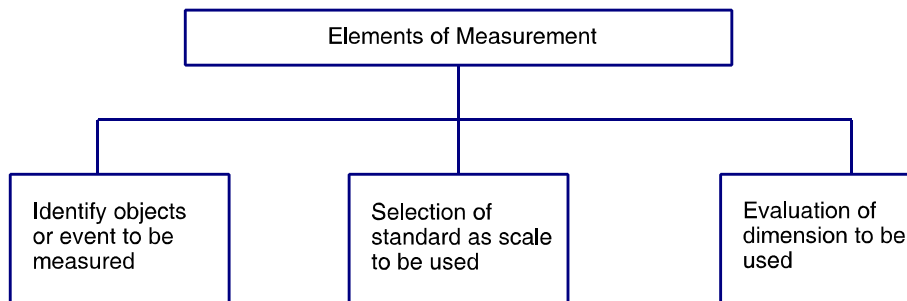 Elements of Measurement
Identify objects
or event to be
measured
Selection of
standard as scale
to be used
Evaluation of
dimension to be
used